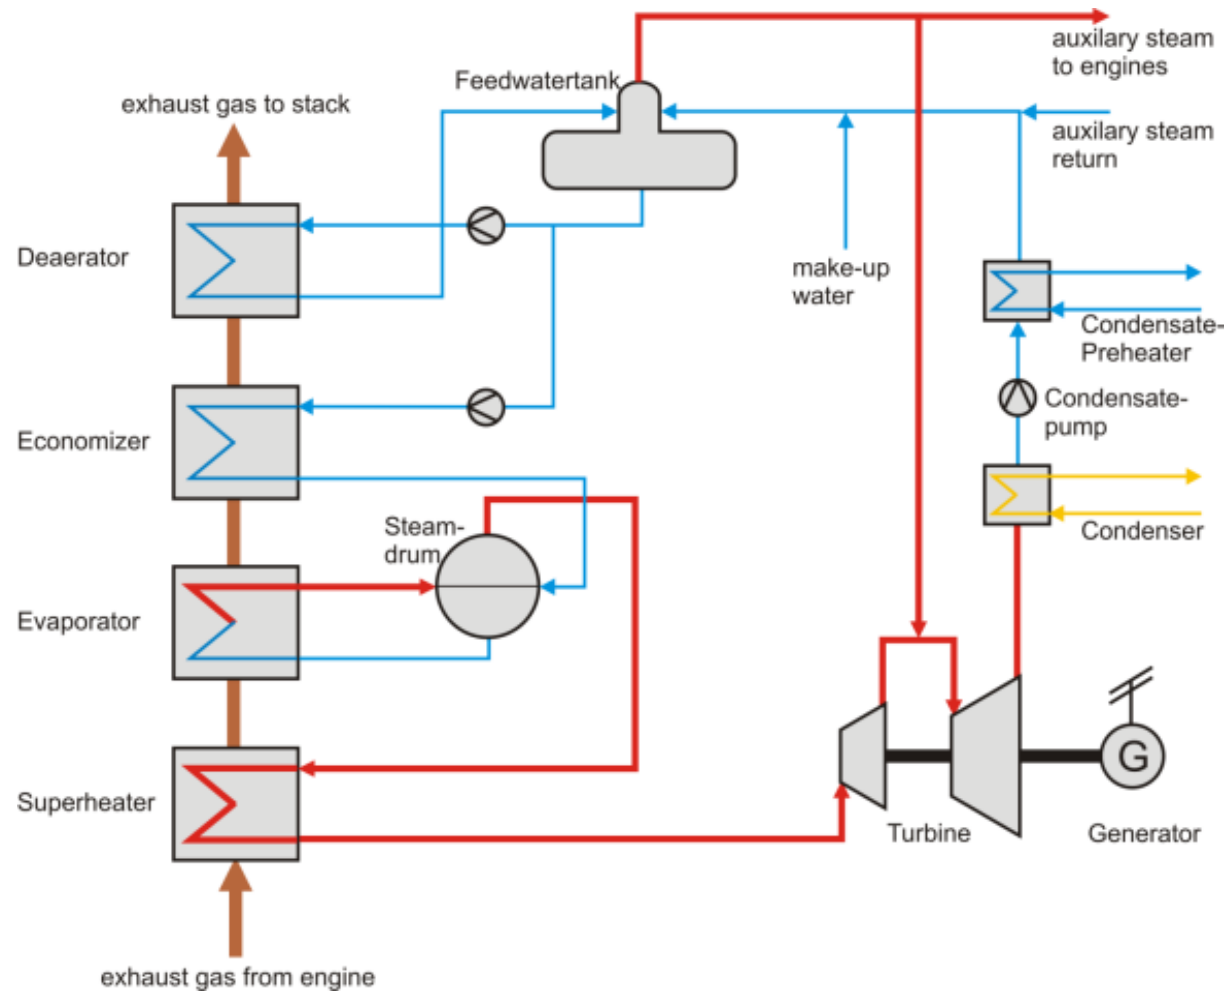 auxilary steam
to engines
Feedwatertank
exhaust gas to stack
auxilary steam
return
Deaerator
make-up
water
Condensate-
Preheater
Condensate-
pump
Economizer
Steam-
drum
Condenser
Evaporator
G
Superheater
Turbine
Generator
exhaust gas from engine